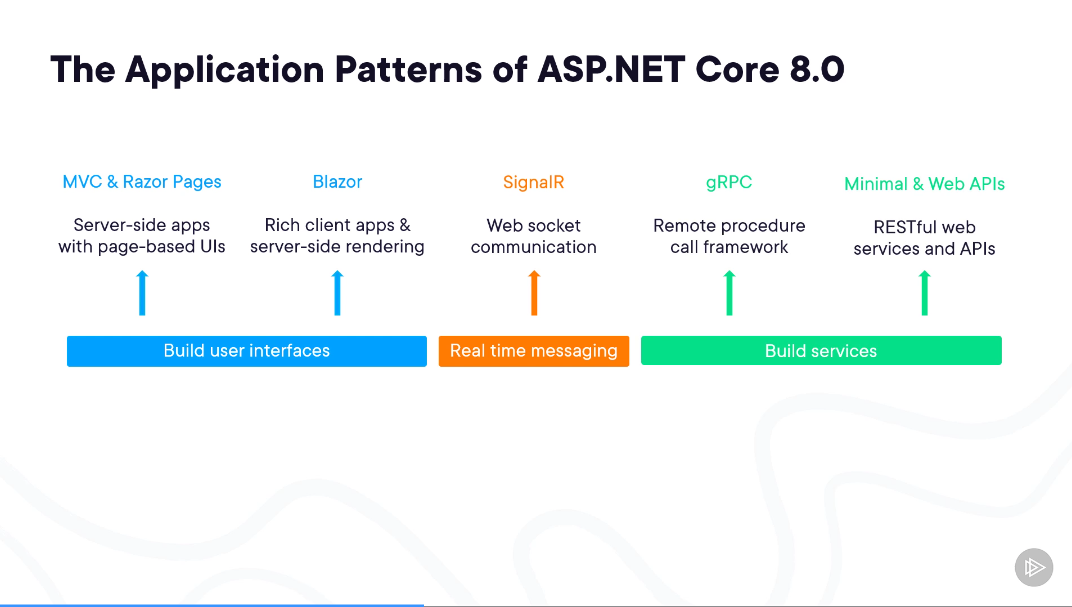 The Application Patterns of ASP.NET Core 8.0
MVC & Razor Pages
Server-side apps
with page-based UIs
Blazor
Rich client apps &
server-side rendering
SignalR
Web socket
communication
gRPC
Remote procedure
call framework
Minimal & Web APIs
RESTful web
services and APIs
Build user interfaces
Real time messaging
Build services